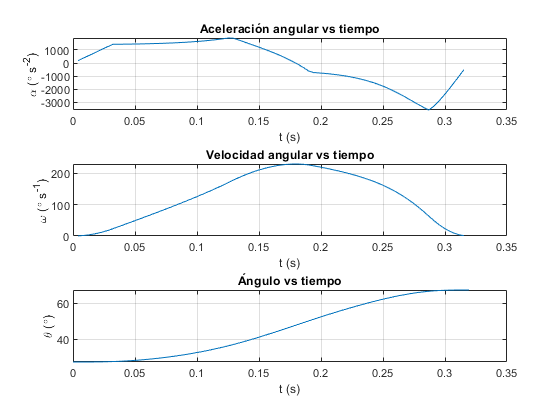 Aceleración angular vs tiempo
α (° s⁻²)
1000
0
-1000
-2000
-3000
0 0.05 0.1 0.15 0.2 0.25 0.3 0.35
t (s)
Velocidad angular vs tiempo
ω (° s⁻¹)
200
100
0
0 0.05 0.1 0.15 0.2 0.25 0.3 0.35
t (s)
Ángulo vs tiempo
θ (°)
60
40
0 0.05 0.1 0.15 0.2 0.25 0.3 0.35
t (s)